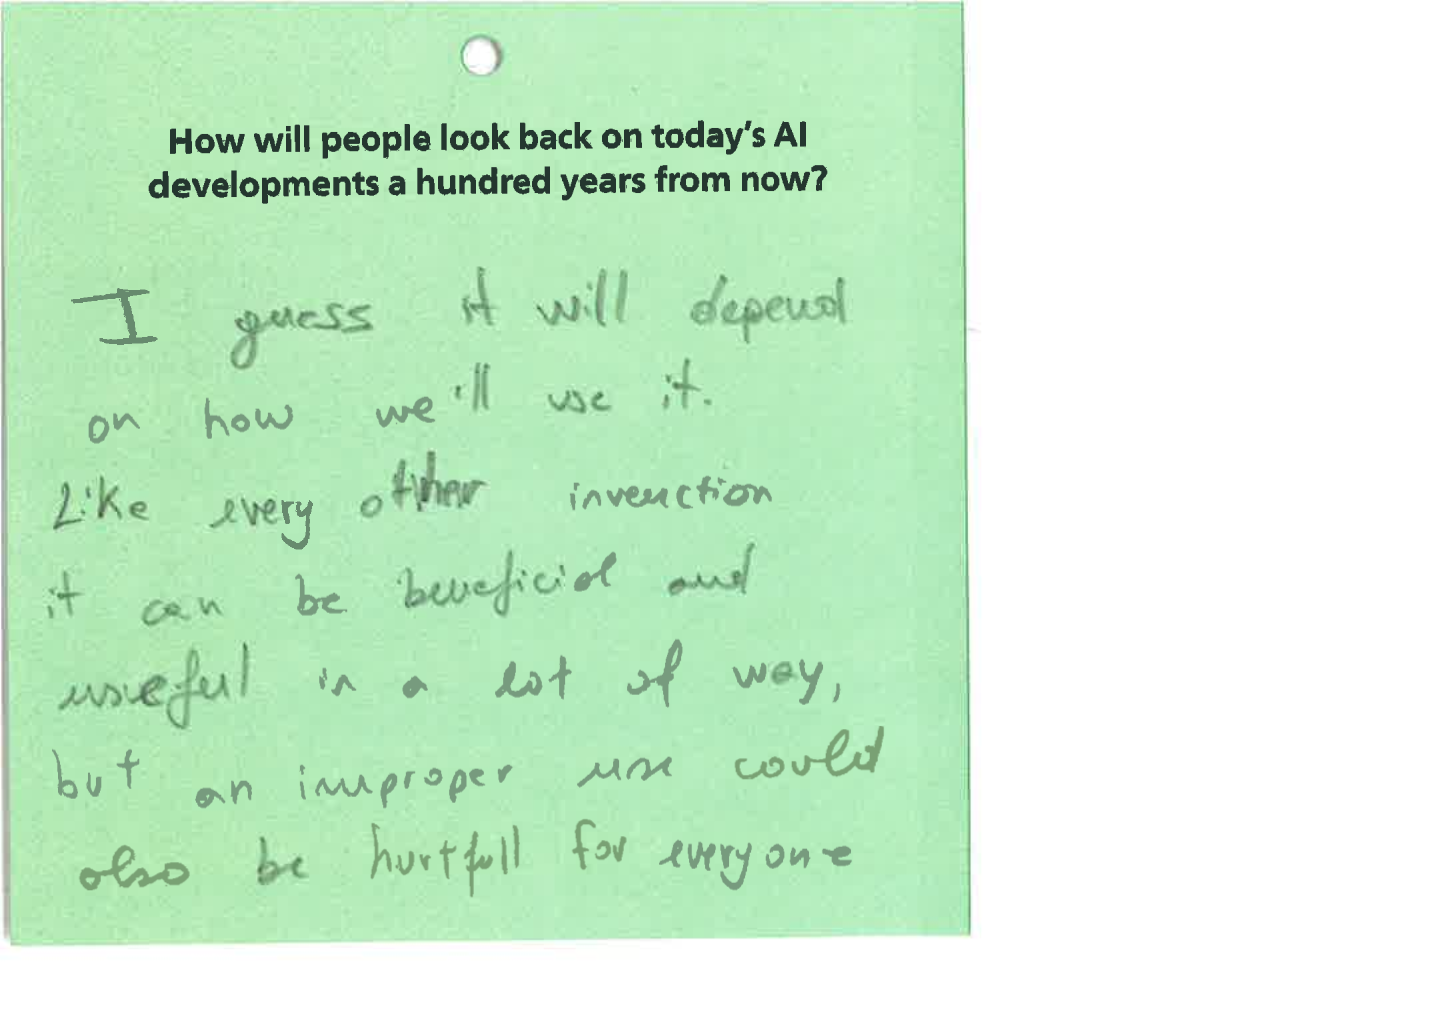 How will people look back on today's AI
developments a hundred years from now?
I guess it will depend
on how we'll use it.
Like every other invenction
it can be beneficial and
useful in a lot of way,
but an improper use could
also be hurtfull for everyone